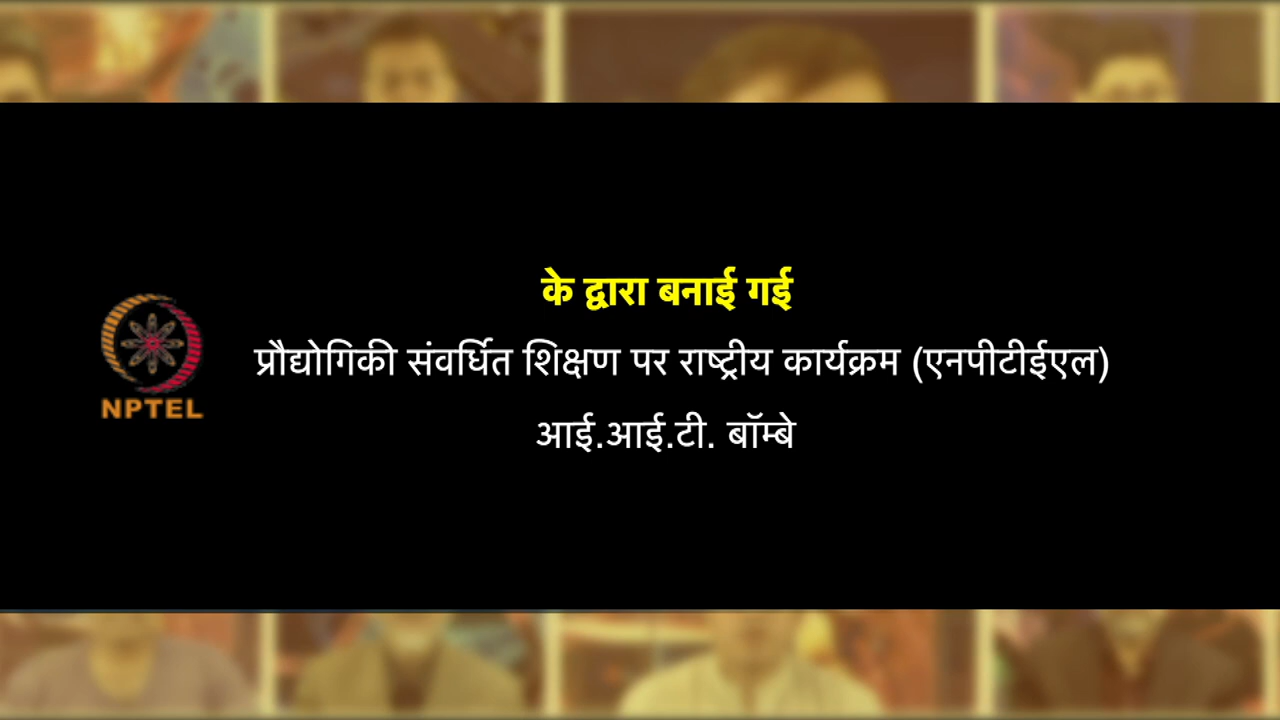 के द्वारा बनाई गई
प्रौद्योगिकी संवर्धित शिक्षण पर राष्ट्रीय कार्यक्रम (एनपीटीईएल)
NPTEL
आई.आई.टी. बॉम्बे